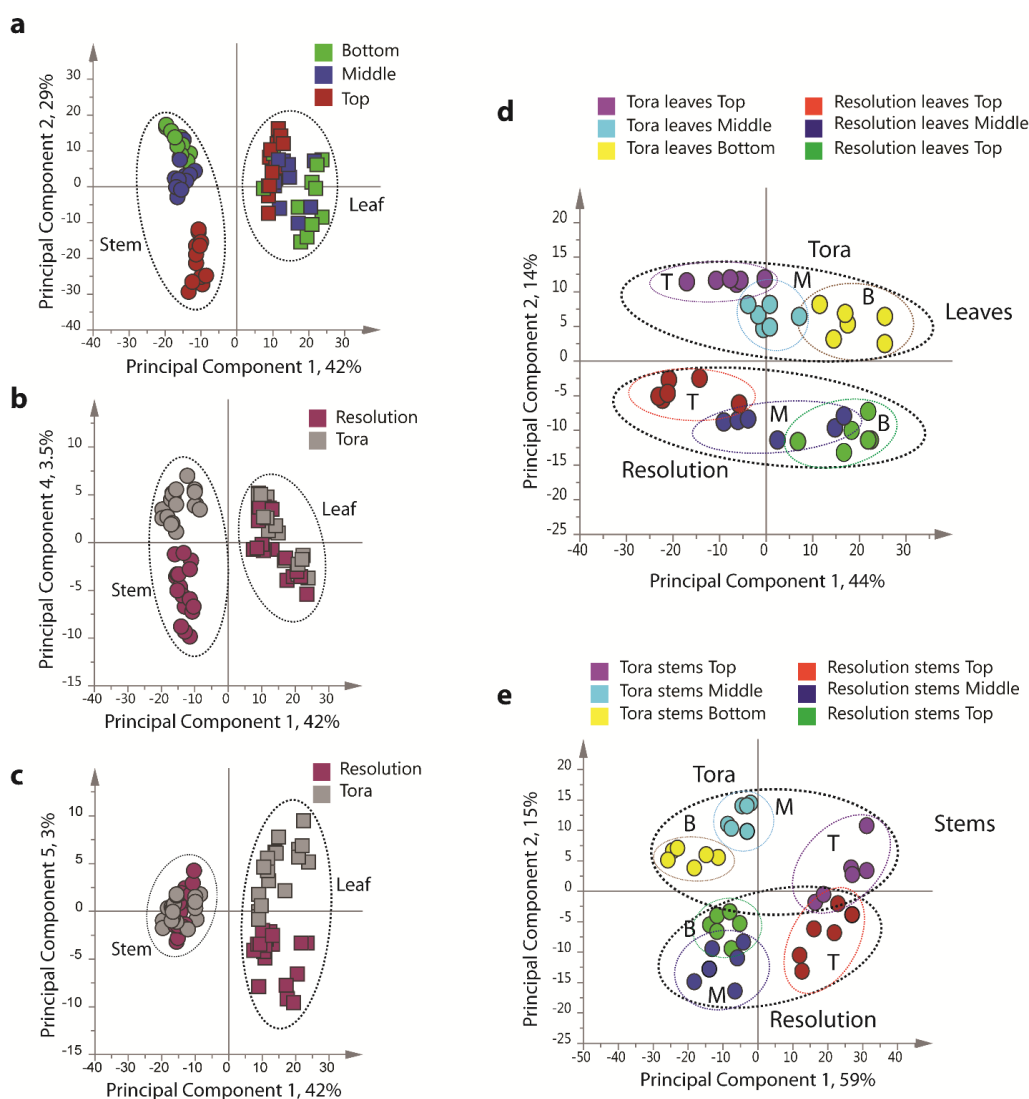 a
Bottom
Middle
Top
Principal Component 2, 29%
30
20
10
0
-10
-20
-30
-40
Stem
Leaf
-40 -30 -20 -10 0 10 20 30
Principal Component 1, 42%
b
Resolution
Tora
Principal Component 4, 3.5%
10
5
0
-5
-10
-15
Leaf
Stem
-40 -30 -20 -10 0 10 20 30
Principal Component 1, 42%
c
Resolution
Tora
Principal Component 5, 3%
10
5
0
-5
-10
-15
Leaf
Stem
-40 -30 -20 -10 0 10 20 30
Principal Component 1, 42%
d
Tora leaves Top
Tora leaves Middle
Tora leaves Bottom
Resolution leaves Top
Resolution leaves Middle
Resolution leaves Top
Principal Component 2, 14%
20
15
10
5
0
-5
-10
-15
-20
-25
Tora
T
M
B
Leaves
T
M
B
Resolution
-40 -30 -20 -10 0 10 20 30
Principal Component 1, 44%
e
Tora stems Top
Tora stems Middle
Tora stems Bottom
Resolution stems Top
Resolution stems Middle
Resolution stems Top
Principal Component 2, 15%
20
15
10
5
0
-5
-10
-15
-20
-25
Tora
M
B
T
Stems
B
T
M
Resolution
-50 -40 -30 -20 -10 0 10 20 30 40
Principal Component 1, 59%